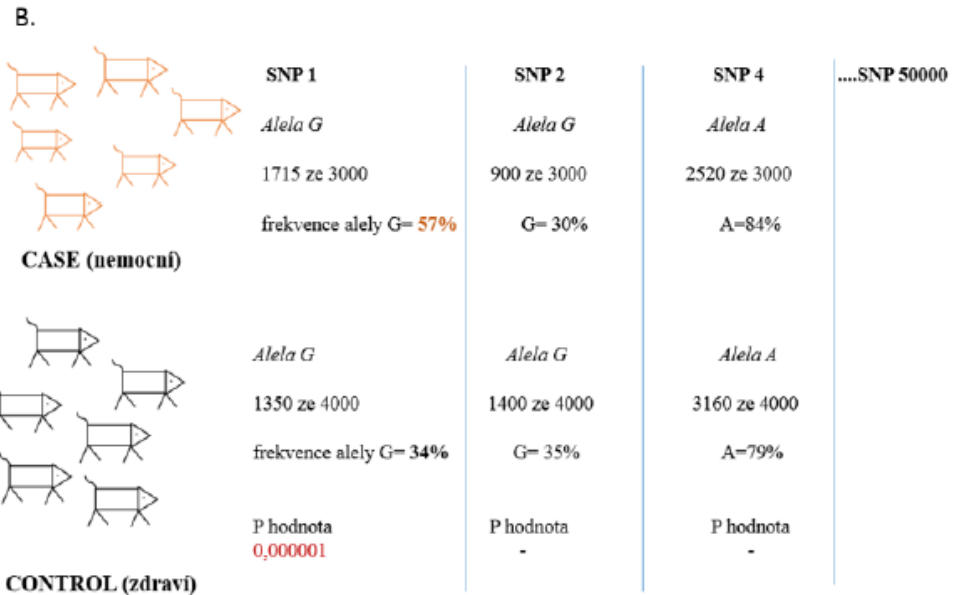 B.
SNP 1 SNP 2 SNP 4 ....SNP 50000
Alela G Alela G Alela A
1715 ze 3000 900 ze 3000 2520 ze 3000
frekvence alely G= 57% G= 30% A=84%
CASE (nemocní)
Alela G Alela G Alela A
1350 ze 4000 1400 ze 4000 3160 ze 4000
frekvence alely G= 34% G= 35% A=79%
P hodnota P hodnota P hodnota
0,000001 - -
CONTROL (zdraví)